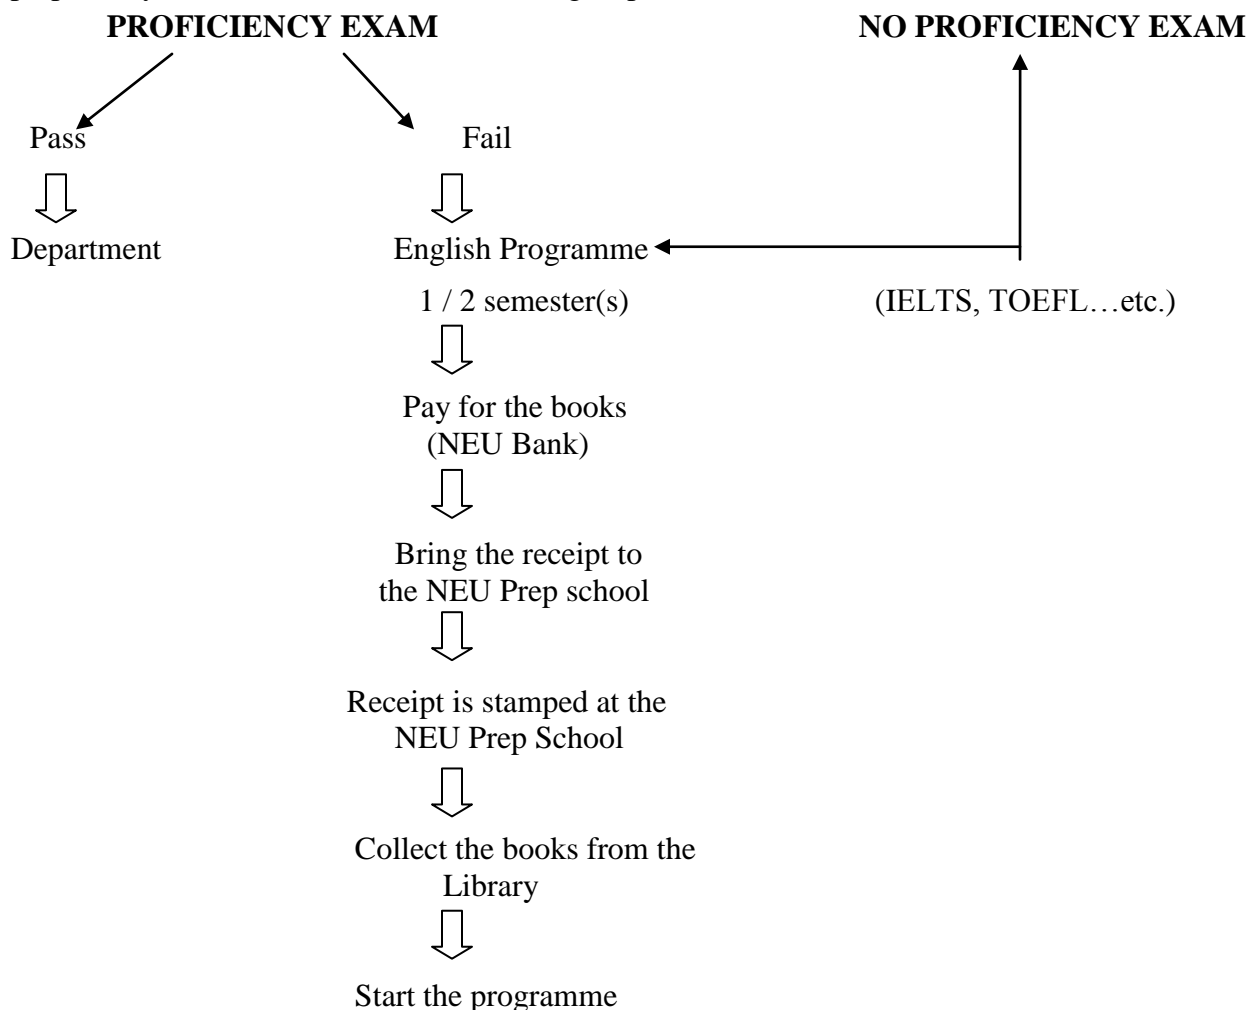 PROFICIENCY EXAM
NO PROFICIENCY EXAM
Pass
Fail
Department
English Programme
1 / 2 semester(s)
(IELTS, TOEFL…etc.)
Pay for the books
(NEU Bank)
Bring the receipt to
the NEU Prep school
Receipt is stamped at the
NEU Prep School
Collect the books from the
Library
Start the programme